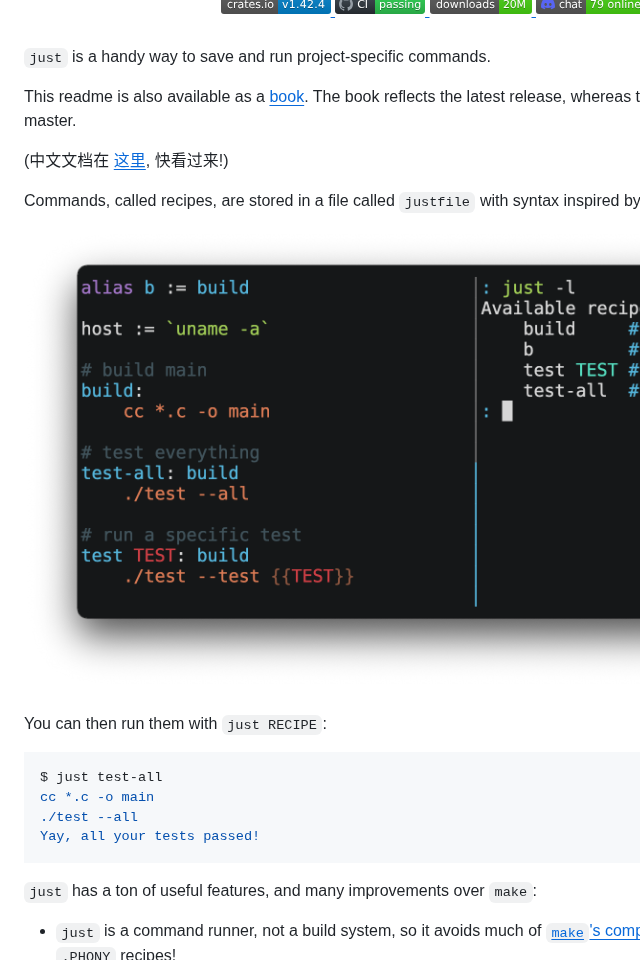 crates.io v1.42.4 CI passing downloads 20M chat 79 online
just is a handy way to save and run project-specific commands.
This readme is also available as a book. The book reflects the latest release, whereas
master.
(中文文档在 这里, 快看过来!)
Commands, called recipes, are stored in a file called justfile with syntax inspired by
alias b := build
host := `uname -a`
# build main
build:
cc *.c -o main
# test everything
test-all: build
./test --all
# run a specific test
test TEST: build
./test --test {{TEST}}
: just -l
Available recip
build #
b #
test TEST #
test-all #
:
You can then run them with just RECIPE:
$ just test-all
cc *.c -o main
./test --all
Yay, all your tests passed!
just has a ton of useful features, and many improvements over make:
• just is a command runner, not a build system, so it avoids much of make's comp
.PHONY recipes!